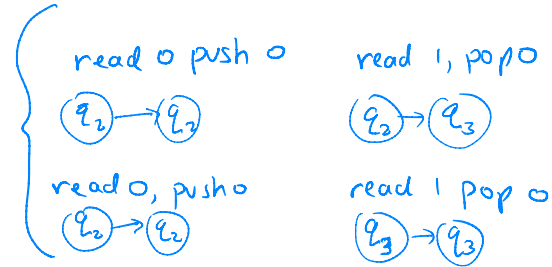 read 0 push 0 read 1, pop 0
q2 → q2 q2 → q3
read 0, push 0 read 1 pop 0
q2 → q2 q3 → q3